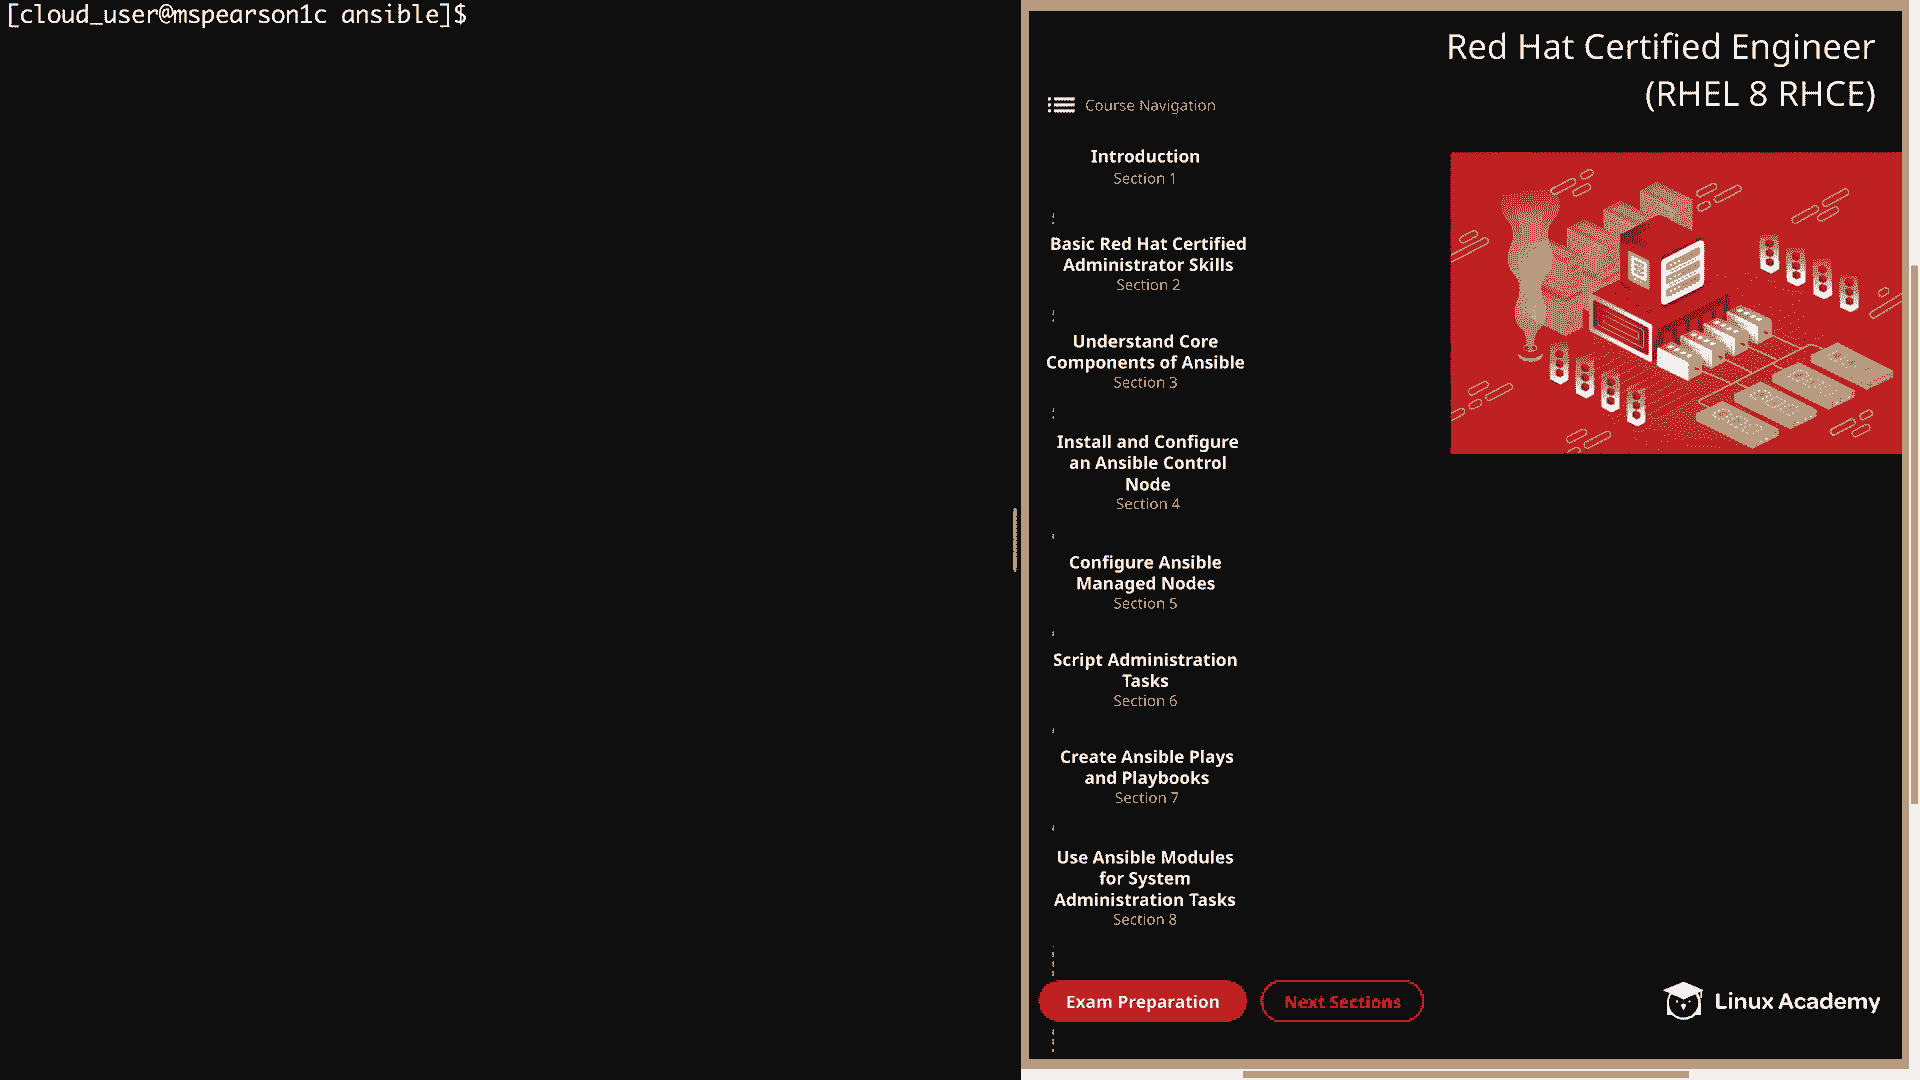 [cloud_user@mspearson1c ansible]$
Red Hat Certified Engineer
(RHEL 8 RHCE)
Course Navigation
Introduction
Section 1
Basic Red Hat Certified
Administrator Skills
Section 2
Understand Core
Components of Ansible
Section 3
Install and Configure
an Ansible Control
Node
Section 4
Configure Ansible
Managed Nodes
Section 5
Script Administration
Tasks
Section 6
Create Ansible Plays
and Playbooks
Section 7
Use Ansible Modules
for System
Administration Tasks
Section 8
Exam Preparation
Next Sections
Linux Academy